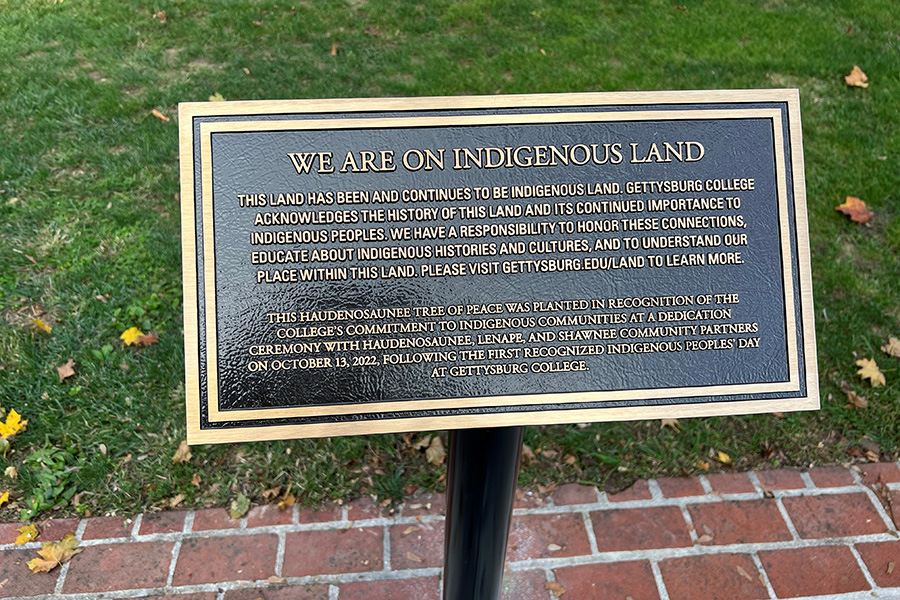 WE ARE ON INDIGENOUS LAND
THIS LAND HAS BEEN AND CONTINUES TO BE INDIGENOUS LAND. GETTYSBURG COLLEGE
ACKNOWLEDGES THE HISTORY OF THIS LAND AND ITS CONTINUED IMPORTANCE TO
INDIGENOUS PEOPLES. WE HAVE A RESPONSIBILITY TO HONOR THESE CONNECTIONS,
EDUCATE ABOUT INDIGENOUS HISTORIES AND CULTURES, AND TO UNDERSTAND OUR
PLACE WITHIN THIS LAND. PLEASE VISIT GETTYSBURG.EDU/LAND TO LEARN MORE.
THIS HAUDENOSAUNEE TREE OF PEACE WAS PLANTED IN RECOGNITION OF THE
COLLEGE'S COMMITMENT TO INDIGENOUS COMMUNITIES AT A DEDICATION
CEREMONY WITH HAUDENOSAUNEE, LENAPE, AND SHAWNEE COMMUNITY PARTNERS
ON OCTOBER 13, 2022, FOLLOWING THE FIRST RECOGNIZED INDIGENOUS PEOPLES' DAY
AT GETTYSBURG COLLEGE.